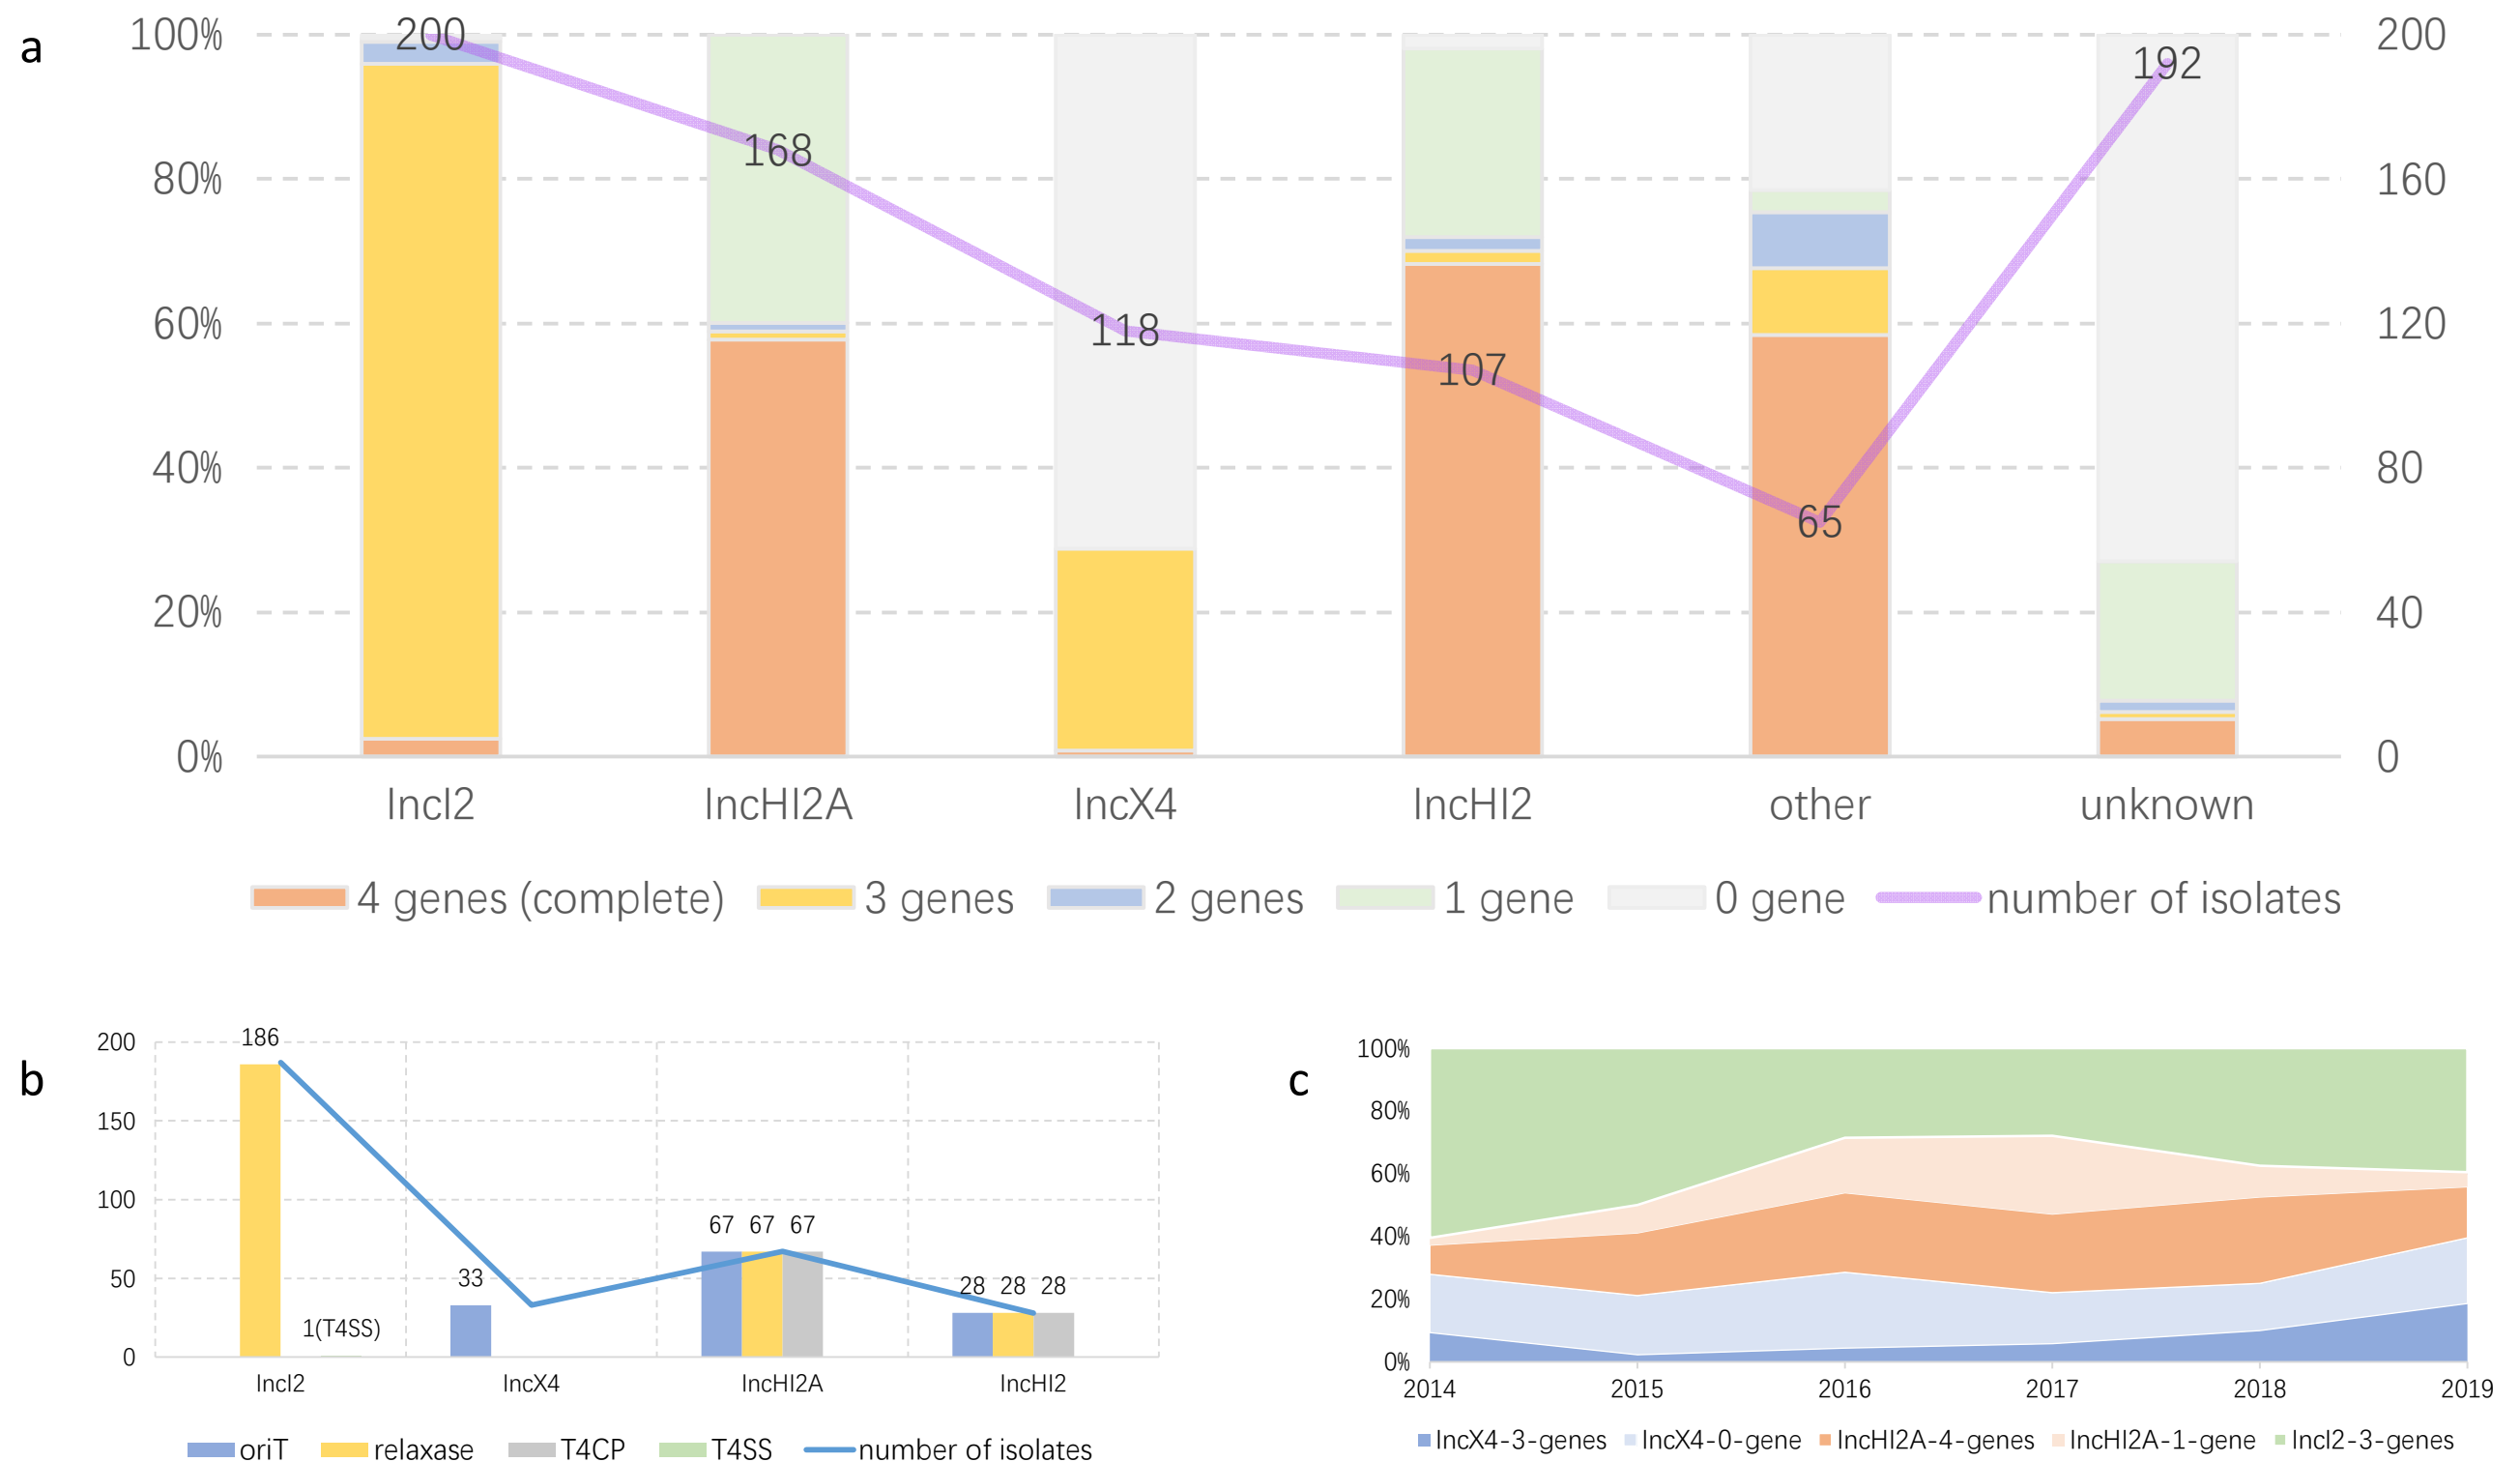 a
100% 200 200
168
80% 160
192
60% 118 120
107
40% 80
65
20% 40
0% 0
IncI2 IncHI2A IncX4 IncHI2 other unknown
4 genes (complete) 3 genes 2 genes 1 gene 0 gene number of isolates
b
200 186
150
100
67 67 67
50 33 28 28 28
1(T4SS)
0
IncI2 IncX4 IncHI2A IncHI2
oriT relaxase T4CP T4SS number of isolates
c
100%
80%
60%
40%
20%
0%
2014 2015 2016 2017 2018 2019
IncX4-3-genes IncX4-0-gene IncHI2A-4-genes IncHI2A-1-gene IncI2-3-genes